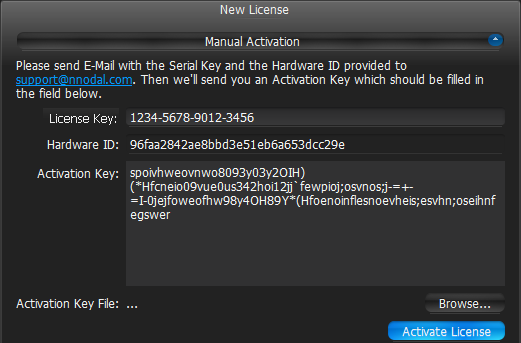 New License
Manual Activation
Please send E-Mail with the Serial Key and the Hardware ID provided to
support@nnodal.com. Then we'll send you an Activation Key which should be filled in
the field below.
License Key: 1234-5678-9012-3456
Hardware ID: 96faa2842ae8bbd3e51eb6a653dcc29e
Activation Key: spoivhweovnwo8093y03y2OIH)
(*Hfcneio09vue0us342hoi12jj`fewpioj;osvnos;j-=+-
=I-0jejfoweofhw98y4OH89Y*(Hfoenoinflesnoevheis;esvhn;oseihnf
egswer
Activation Key File: ... Browse...
Activate License